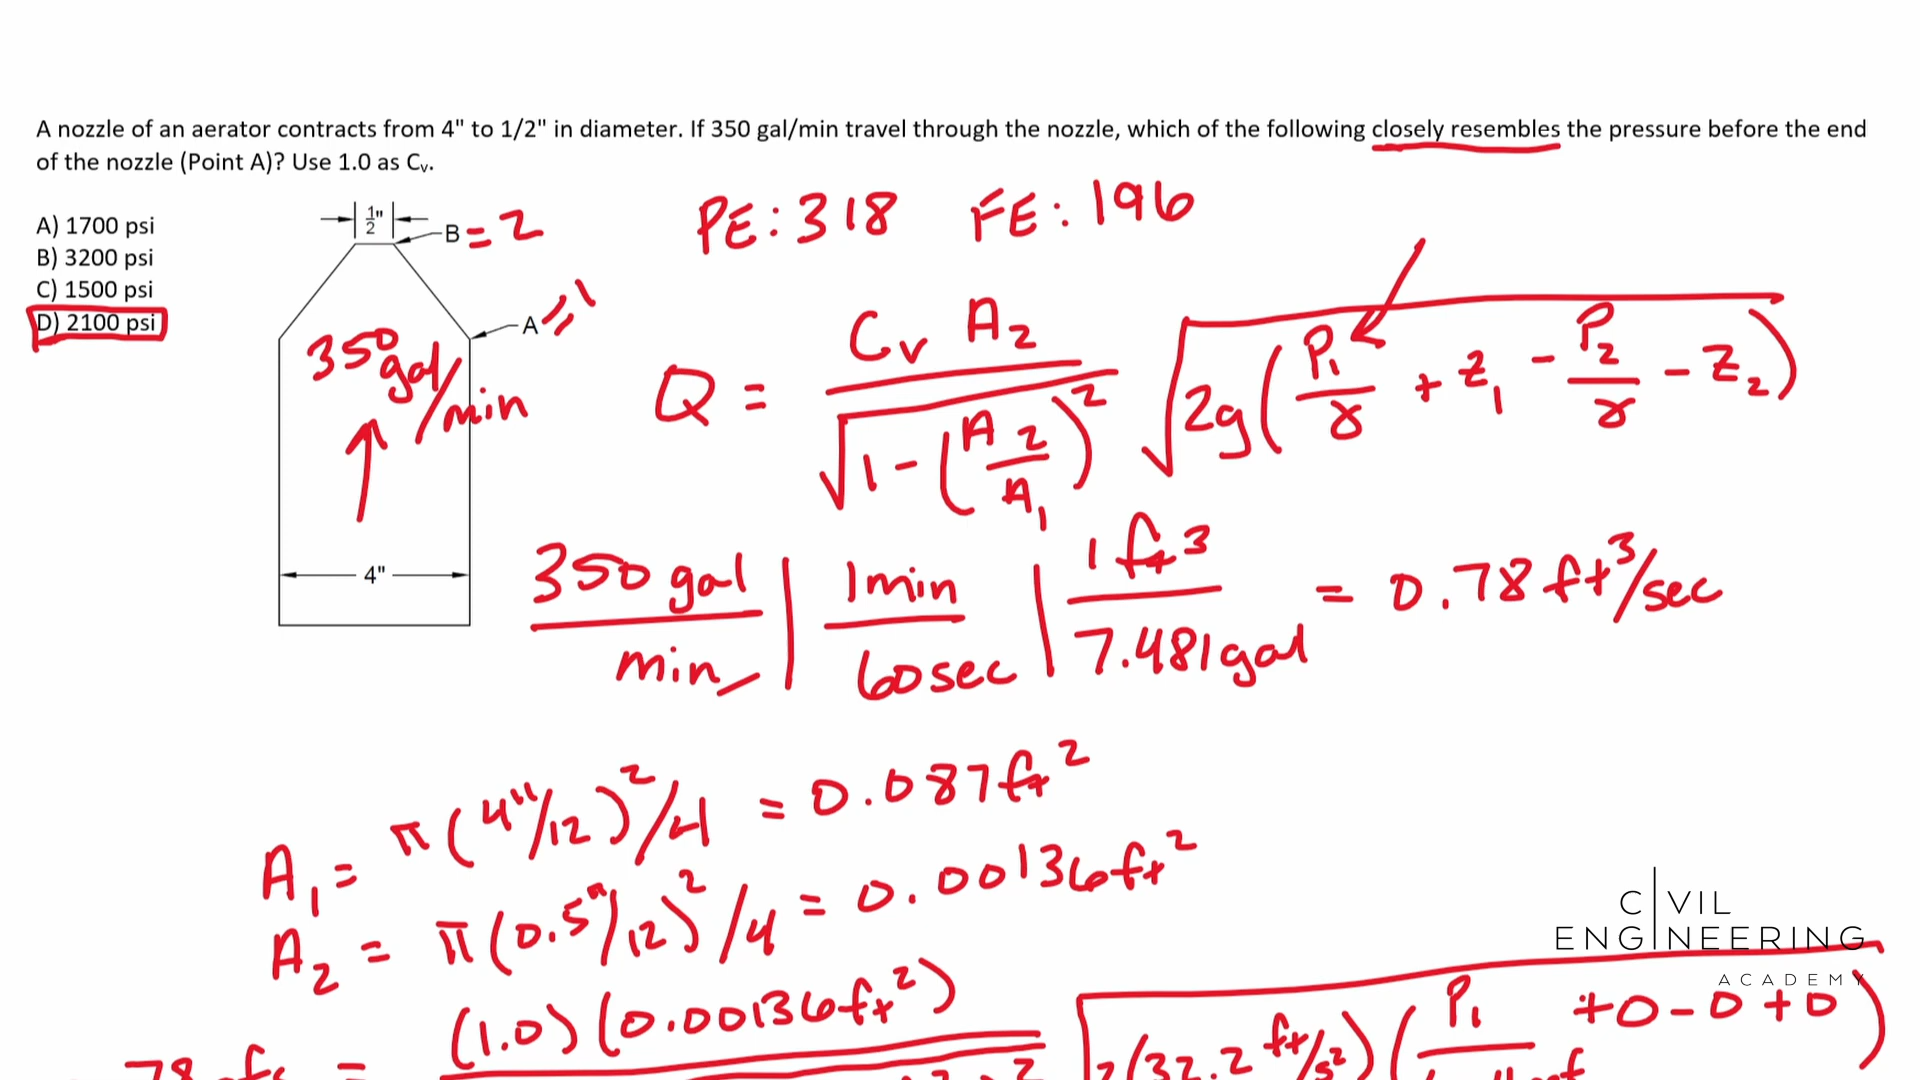 A nozzle of an aerator contracts from 4" to 1/2" in diameter. If 350 gal/min travel through the nozzle, which of the following closely resembles the pressure before the end
of the nozzle (Point A)? Use 1.0 as Cᵥ.
A) 1700 psi
B) 3200 psi
C) 1500 psi
D) 2100 psi
1/2"
B = 2
A = 1
350 gal/min
4"
PE: 318 FE: 196
Q = Cv A2 / √(1 - (A2/A1)²) √(2g(P1/γ + z1 - P2/γ - z2))
350 gal/min | 1 min/60 sec | 1 ft³/7.481 gal = 0.78 ft³/sec
A1 = π(4"/12)²/4 = 0.087 ft²
A2 = π(0.5"/12)²/4 = 0.00136 ft²
(1.0)(0.00136 ft²)
(32.2 ft/s²)(P1 +0-0+0)
78 =
CIVIL
ENGINEERING
ACADEMY